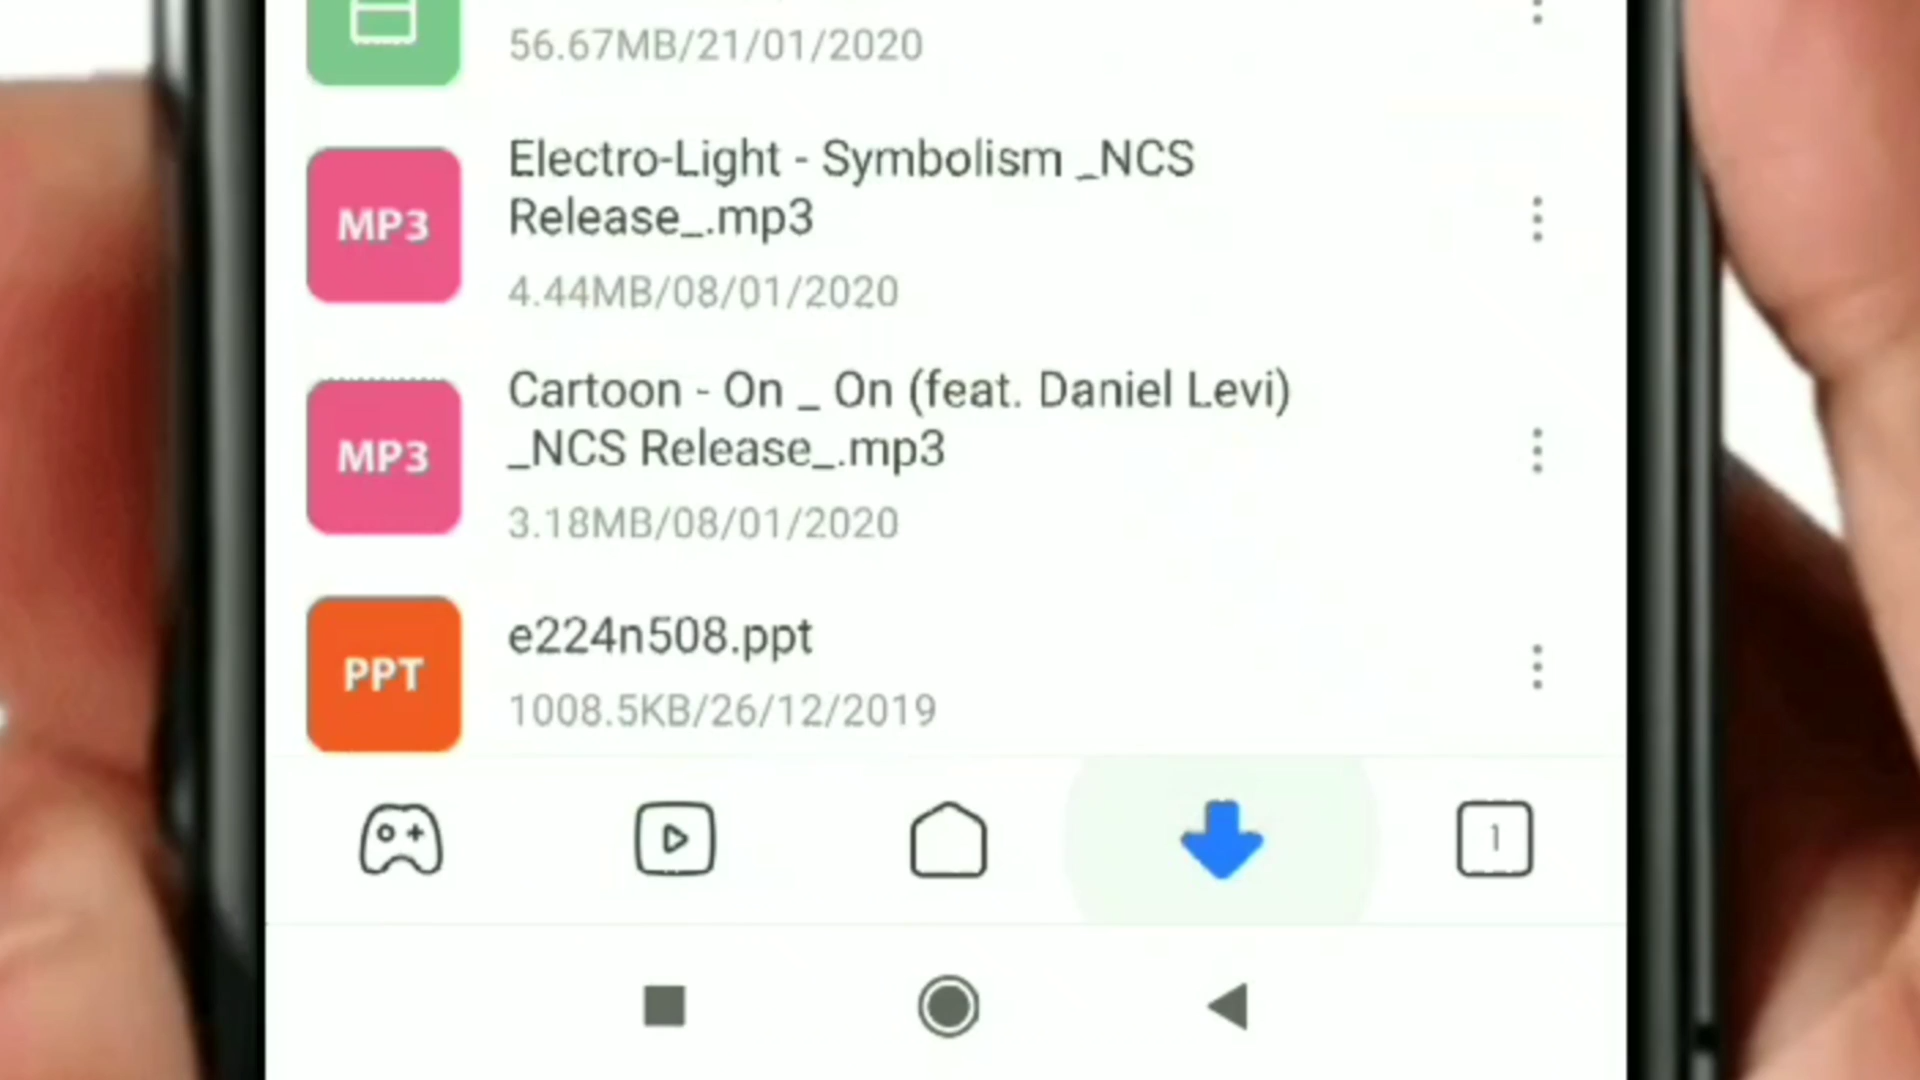 56.67MB/21/01/2020
MP3
Electro-Light - Symbolism _NCS
Release_.mp3
4.44MB/08/01/2020
MP3
Cartoon - On _ On (feat. Daniel Levi)
_NCS Release_.mp3
3.18MB/08/01/2020
PPT
e224n508.ppt
1008.5KB/26/12/2019
1